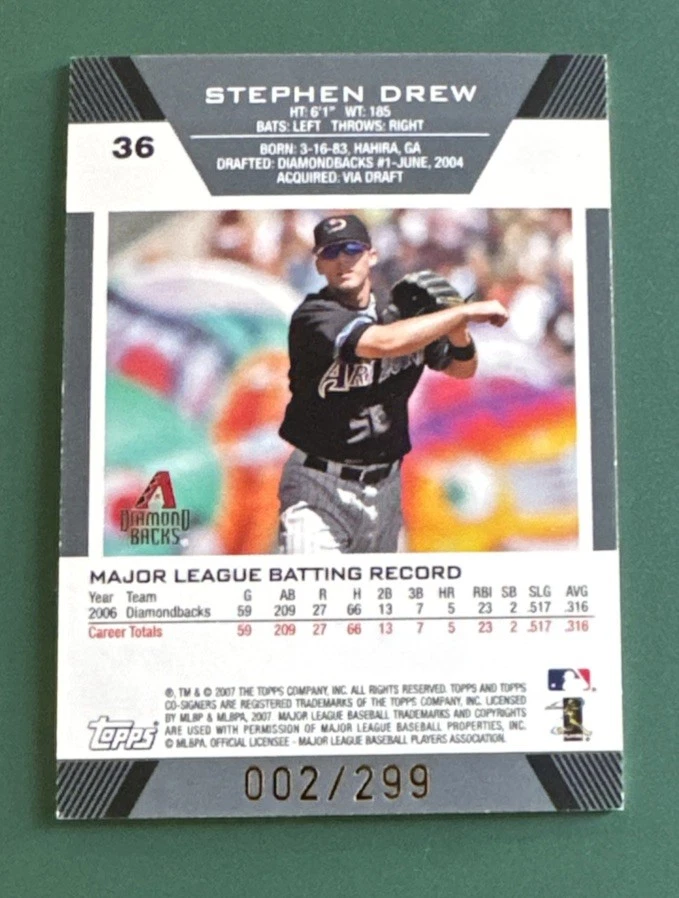 STEPHEN DREW
HT: 6'1" WT: 185
BATS: LEFT THROWS: RIGHT
36
BORN: 3-16-83, HAHIRA, GA
DRAFTED: DIAMONDBACKS #1-JUNE, 2004
ACQUIRED: VIA DRAFT
DIAMOND
BACKS
MAJOR LEAGUE BATTING RECORD
Year Team G AB R H 2B 3B HR RBI SB SLG AVG
2006 Diamondbacks 59 209 27 66 13 7 5 23 2 .517 .316
Career Totals 59 209 27 66 13 7 5 23 2 .517 .316
®, TM & © 2007 THE TOPPS COMPANY, INC. ALL RIGHTS RESERVED. TOPPS AND TOPPS
CO-SIGNERS ARE REGISTERED TRADEMARKS OF THE TOPPS COMPANY, INC. LICENSED
BY MLBP & MLBPA, 2007. MAJOR LEAGUE BASEBALL TRADEMARKS AND COPYRIGHTS
ARE USED WITH PERMISSION OF MAJOR LEAGUE BASEBALL PROPERTIES, INC.
© MLBPA. OFFICIAL LICENSEE - MAJOR LEAGUE BASEBALL PLAYERS ASSOCIATION.
Topps
002/299